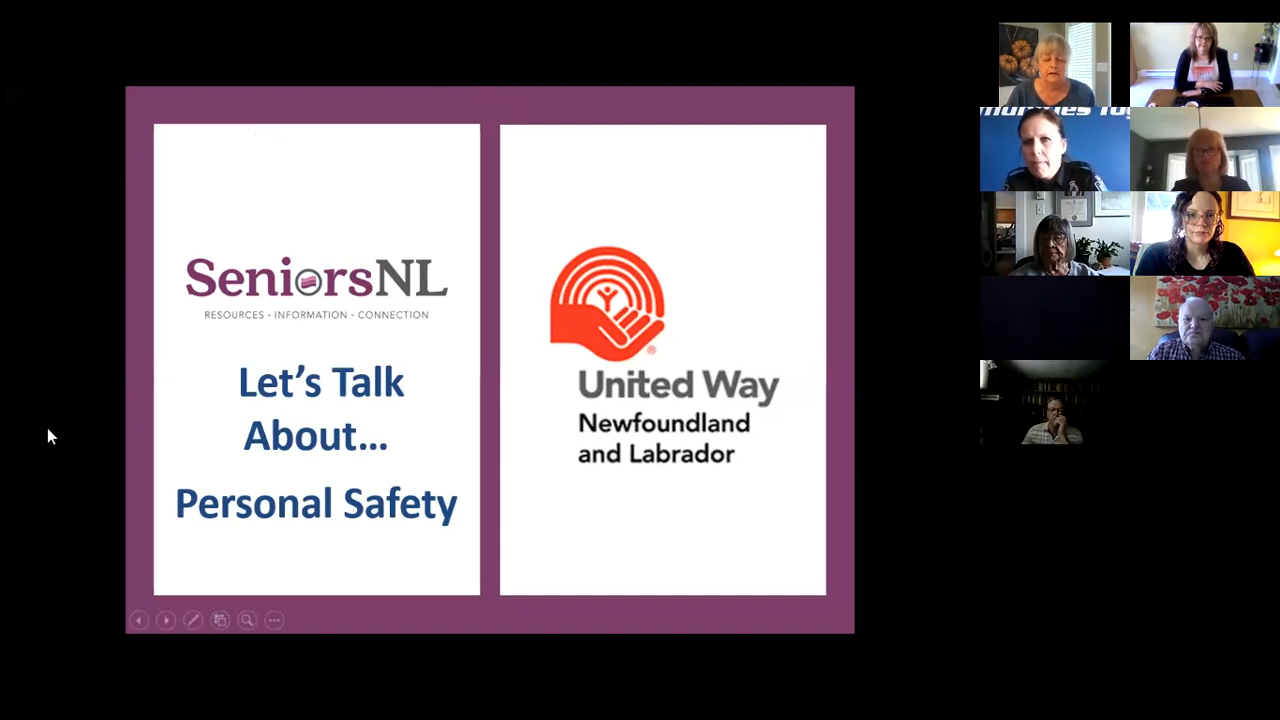 SeniorsNL
RESOURCES • INFORMATION • CONNECTION
Let's Talk
About...
Personal Safety
United Way
Newfoundland
and Labrador